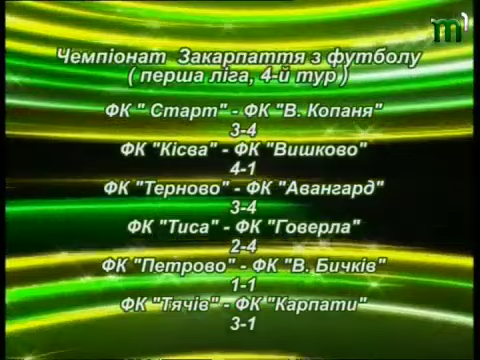 m1
Чемпіонат Закарпаття з футболу
( перша ліга, 4-й тур )
ФК " Старт" - ФК "В. Копаня"
3-4
ФК "Кісва" - ФК "Вишково"
4-1
ФК "Терново" - ФК "Авангард"
3-4
ФК "Тиса" - ФК "Говерла"
2-4
ФК "Петрово" - ФК "В. Бичків"
1-1
ФК "Тячів" - ФК "Карпати"
3-1